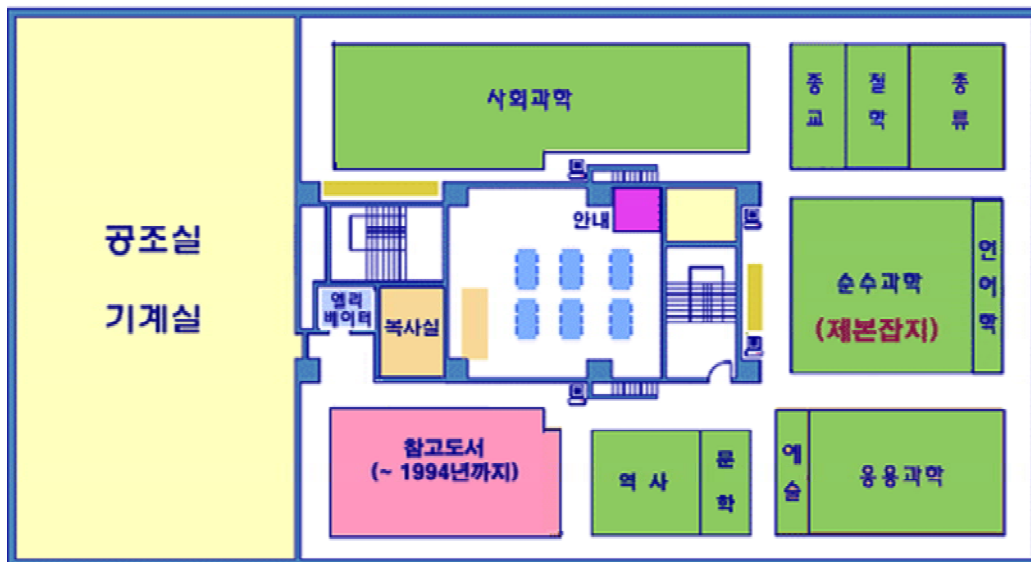 사회과학
종교
철학
총류
안내
공조실
기계실
엘리
베이터
복사실
순수과학
(제본잡지)
언어학
참고도서
(~ 1994년까지)
역 사
문학
예술
응용과학